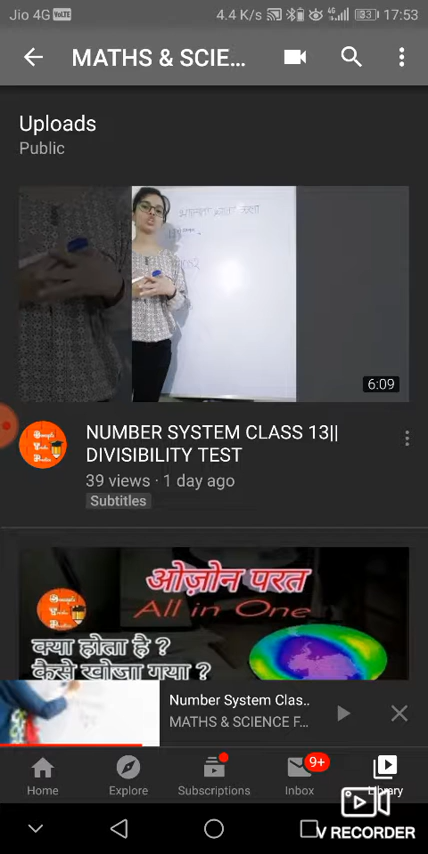 Jio 4G VoLTE 4.4 K/s 4G 33 17:53
MATHS & SCIE...
Uploads
Public
6:09
NUMBER SYSTEM CLASS 13||
DIVISIBILITY TEST
39 views · 1 day ago
Subtitles
ओज़ोन परत
All in One
क्या होता है ?
कैसे खोजा गया ?
Number System Clas..
MATHS & SCIENCE F...
9+
Home Explore Subscriptions Inbox Library
V RECORDER